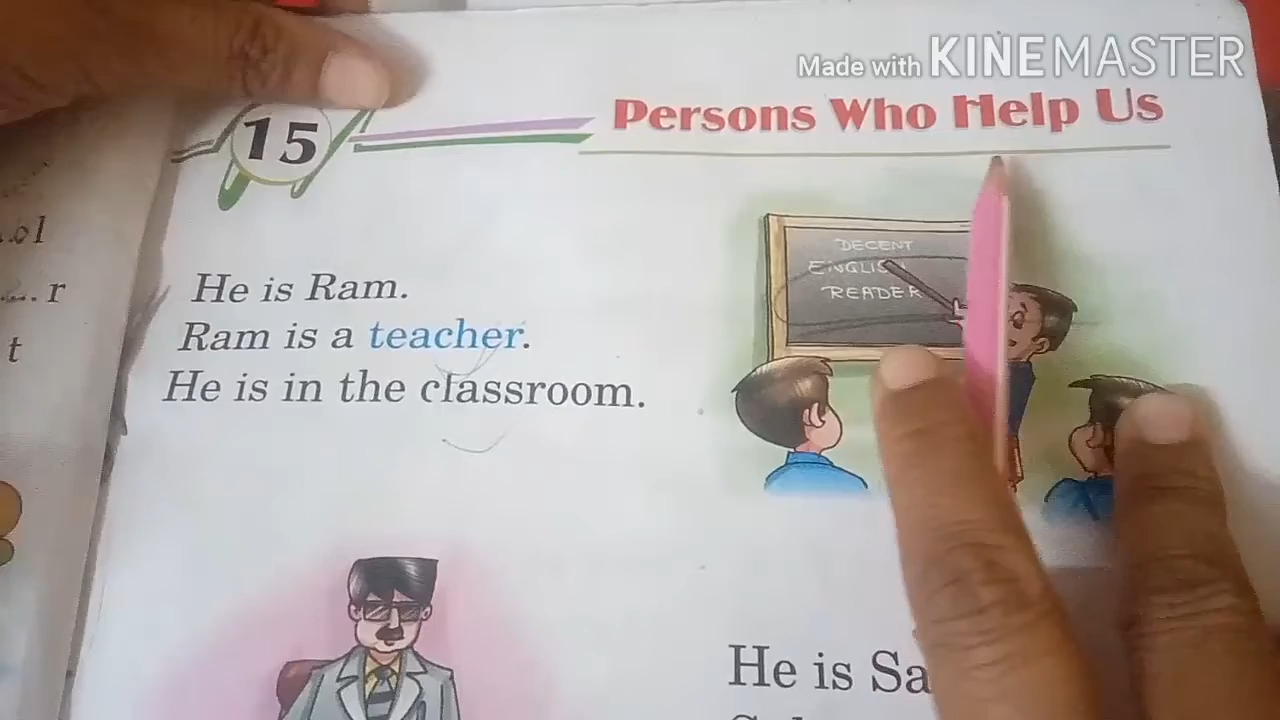 Made with KINEMASTER
15
Persons Who Help Us
DECENT
ENGLISH
READER
He is Ram.
Ram is a teacher.
He is in the classroom.
r
t
He is